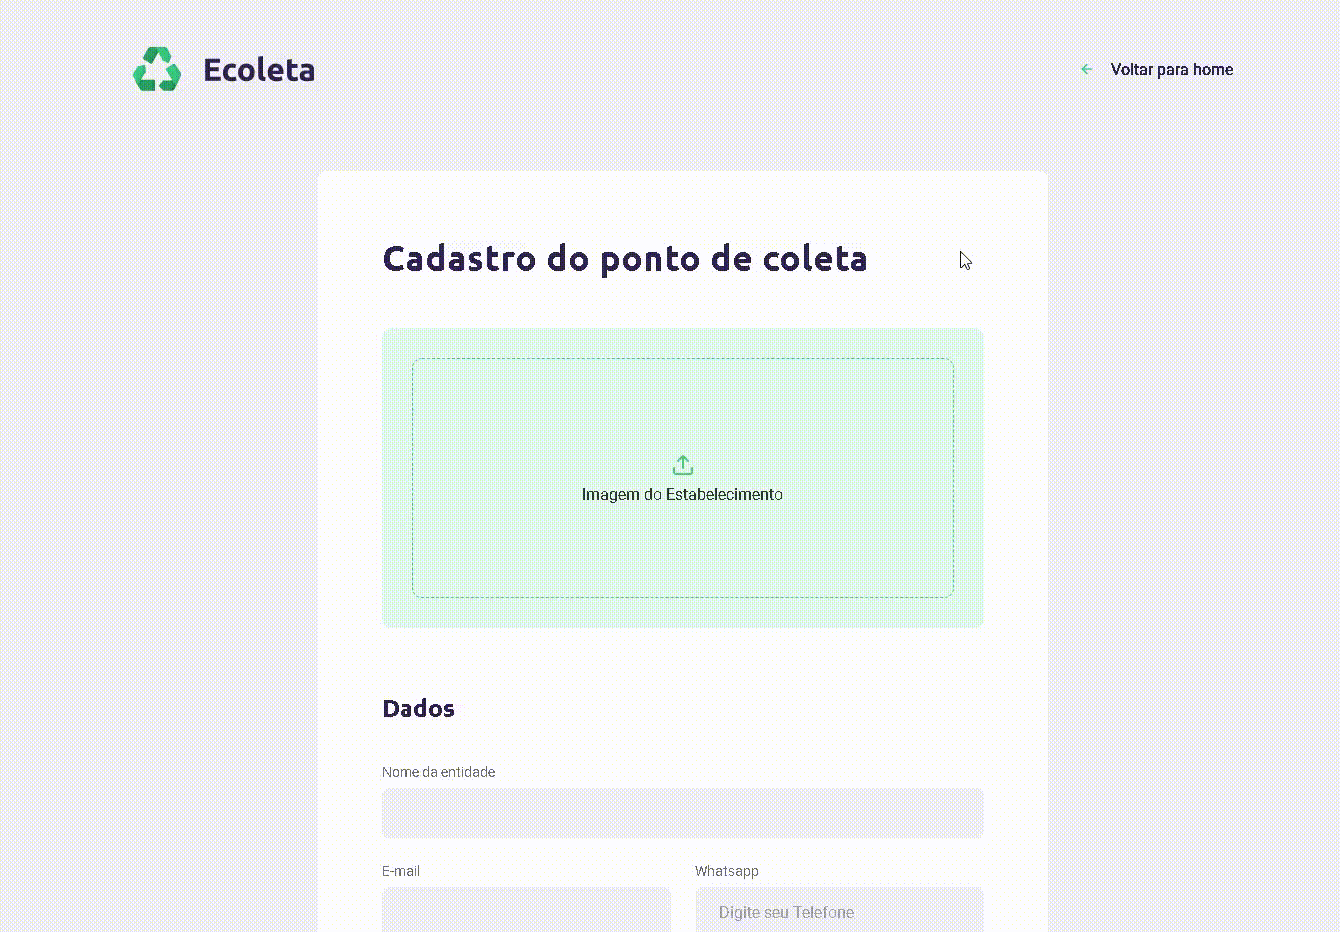 Ecoleta
Voltar para home
Cadastro do ponto de coleta
Imagem do Estabelecimento
Dados
Nome da entidade
E-mail
Whatsapp
Digite seu Telefone